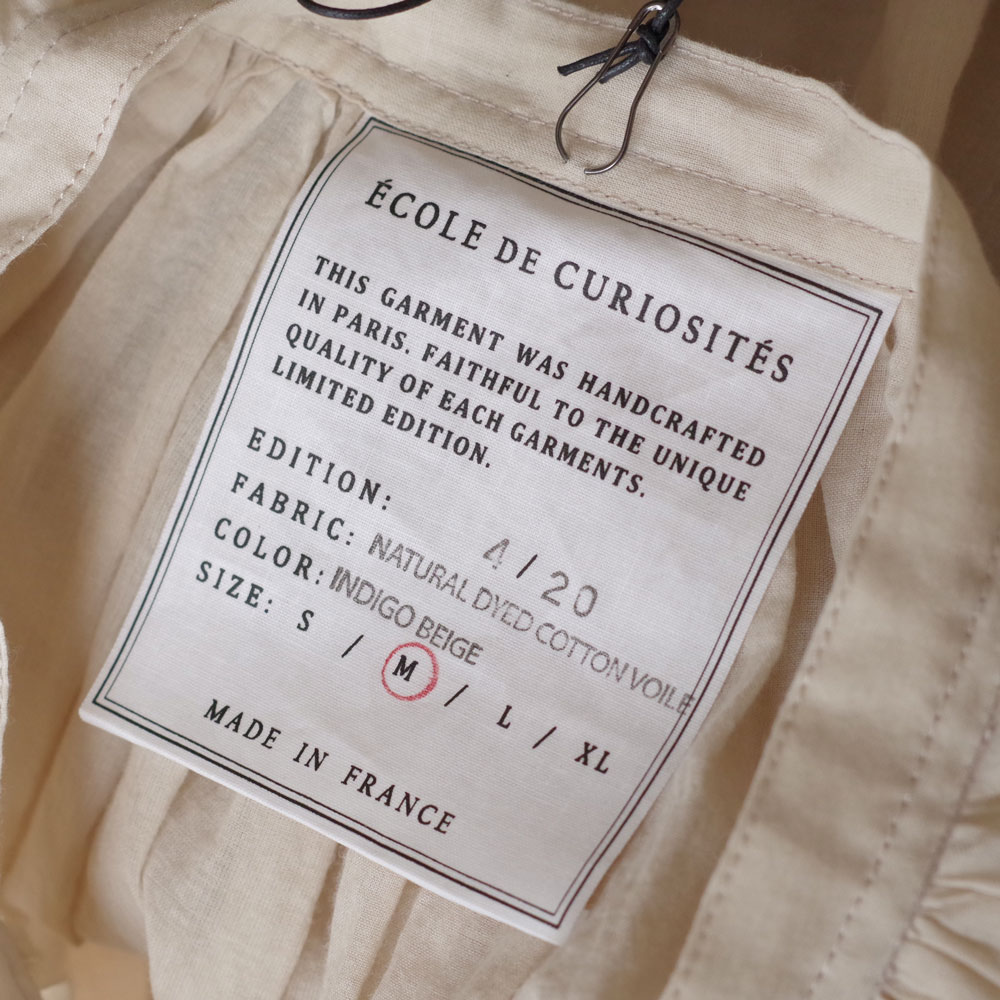 ÉCOLE DE CURIOSITÉS
THIS GARMENT WAS HANDCRAFTED
IN PARIS. FAITHFUL TO THE UNIQUE
QUALITY OF EACH GARMENTS.
LIMITED EDITION.
EDITION: 4 / 20
FABRIC: NATURAL DYED COTTON VOILE
COLOR: INDIGO BEIGE
SIZE: S / M / L / XL
MADE IN FRANCE